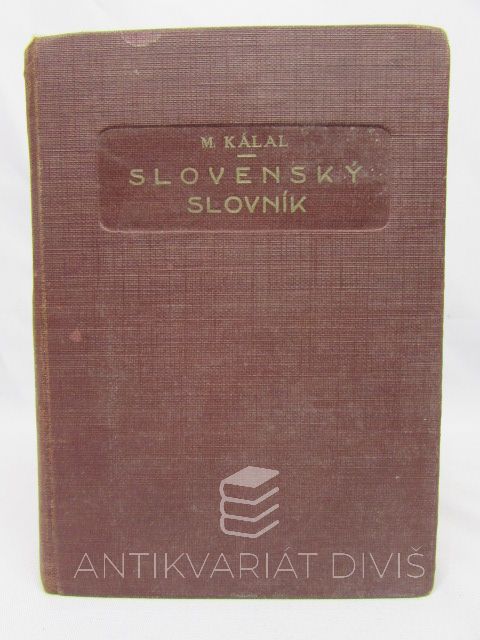 M. KÁLAL
SLOVENSKÝ
SLOVNÍK
ANTIKVARIÁT DIVIŠ